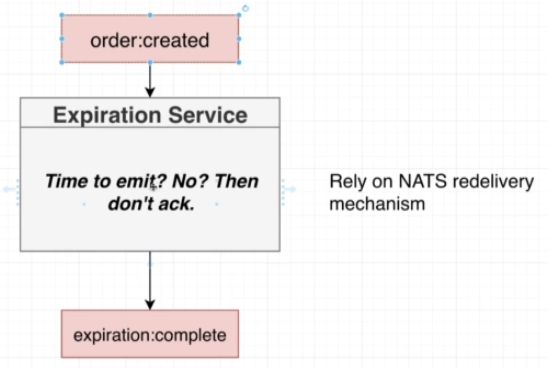 order:created
Expiration Service
Time to emit? No? Then
don't ack.
Rely on NATS redelivery
mechanism
expiration:complete